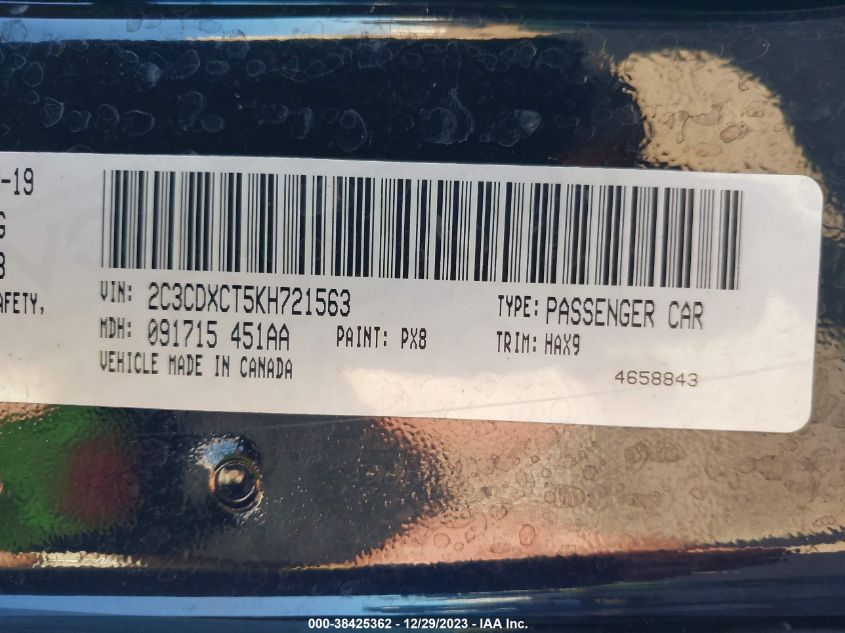 -19
G
8
AFETY,
VIN: 2C3CDXCT5KH721563
TYPE: PASSENGER CAR
MDH: 091715 451AA
PAINT: PX8
TRIM: HAX9
VEHICLE MADE IN CANADA
4658843
000-38425362 - 12/29/2023 - IAA Inc.